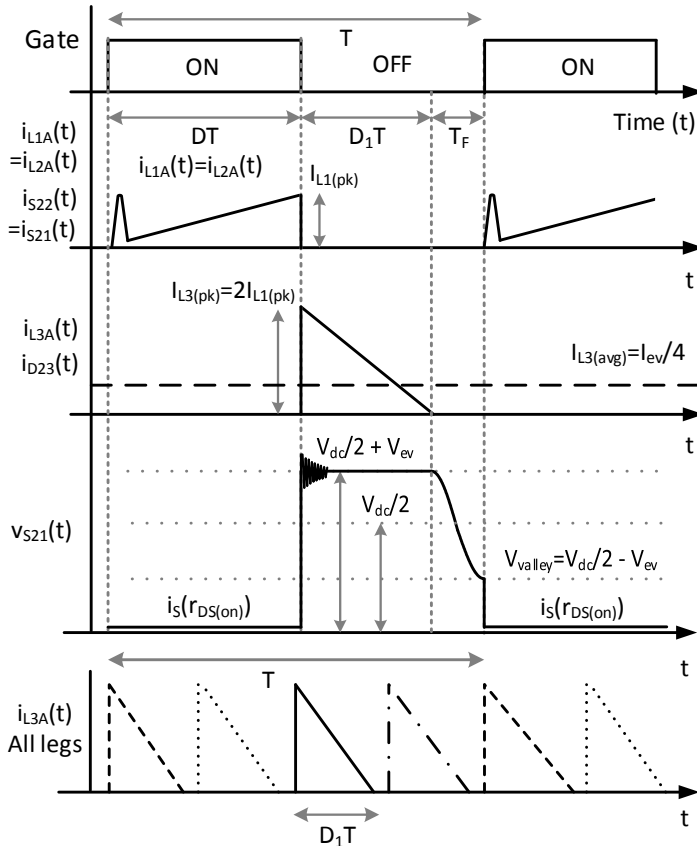 T
Gate
ON
OFF
ON
Time (t)
DT
D₁T
T_F
i_L1A(t)
=i_L2A(t)
i_L1A(t)=i_L2A(t)
i_S22(t)
=i_S21(t)
I_L1(pk)
t
I_L3(pk)=2I_L1(pk)
i_L3A(t)
i_D23(t)
I_L3(avg)=I_ev/4
t
V_dc/2 + V_ev
V_dc/2
v_S21(t)
V_valley=V_dc/2 - V_ev
i_S(r_DS(on))
i_S(r_DS(on))
t
T
i_L3A(t)
All legs
t
D₁T